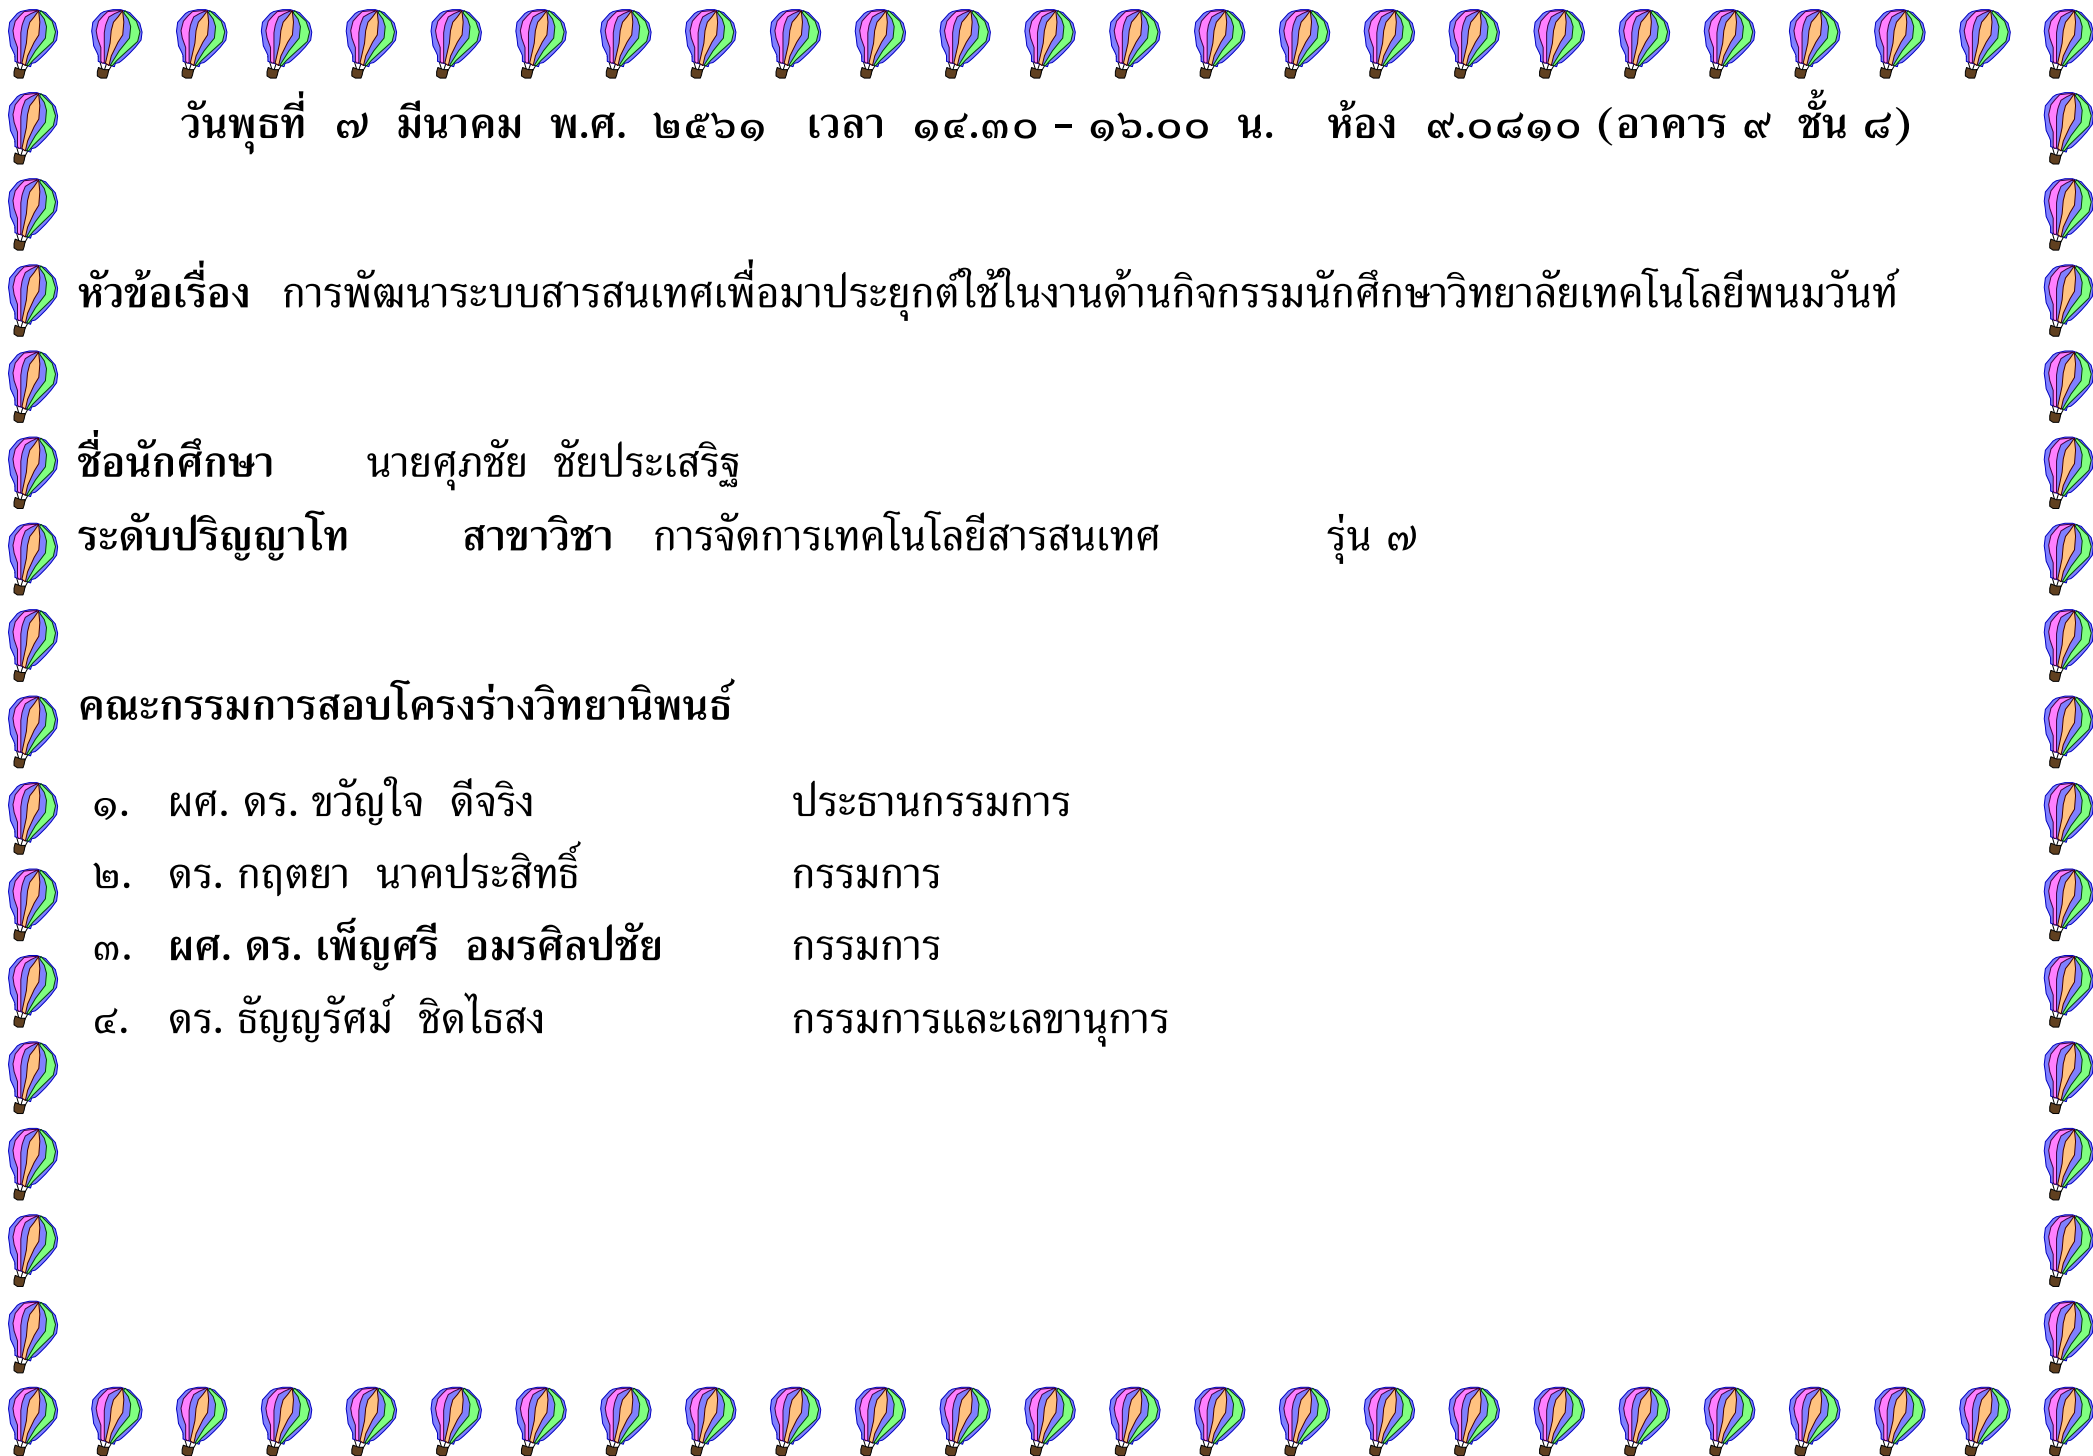 วันพุธที่ ๗ มีนาคม พ.ศ. ๒๕๖๑ เวลา ๑๔.๓๐ - ๑๖.๐๐ น. ห้อง ๙.๐๘๑๐ (อาคาร ๙ ชั้น ๘)
หัวข้อเรื่อง การพัฒนาระบบสารสนเทศเพื่อมาประยุกต์ใช้ในงานด้านกิจกรรมนักศึกษาวิทยาลัยเทคโนโลยีพนมวันท์
ชื่อนักศึกษา นายศุภชัย ชัยประเสริฐ
ระดับปริญญาโท สาขาวิชา การจัดการเทคโนโลยีสารสนเทศ รุ่น ๗
คณะกรรมการสอบโครงร่างวิทยานิพนธ์
๑. ผศ. ดร. ขวัญใจ ดีจริง ประธานกรรมการ
๒. ดร. กฤตยา นาคประสิทธิ์ กรรมการ
๓. ผศ. ดร. เพ็ญศรี อมรศิลปชัย กรรมการ
๔. ดร. ธัญญรัศม์ ชิดไธสง กรรมการและเลขานุการ